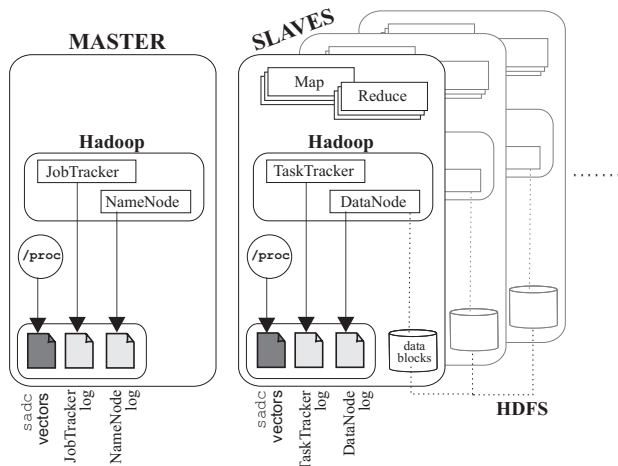 MASTER
Hadoop
JobTracker
NameNode
/proc
sadc
vectors
JobTracker
log
NameNode
log
SLAVES
Map
Reduce
Hadoop
TaskTracker
DataNode
/proc
data
blocks
sadc
vectors
TaskTracker
log
DataNode
log
HDFS